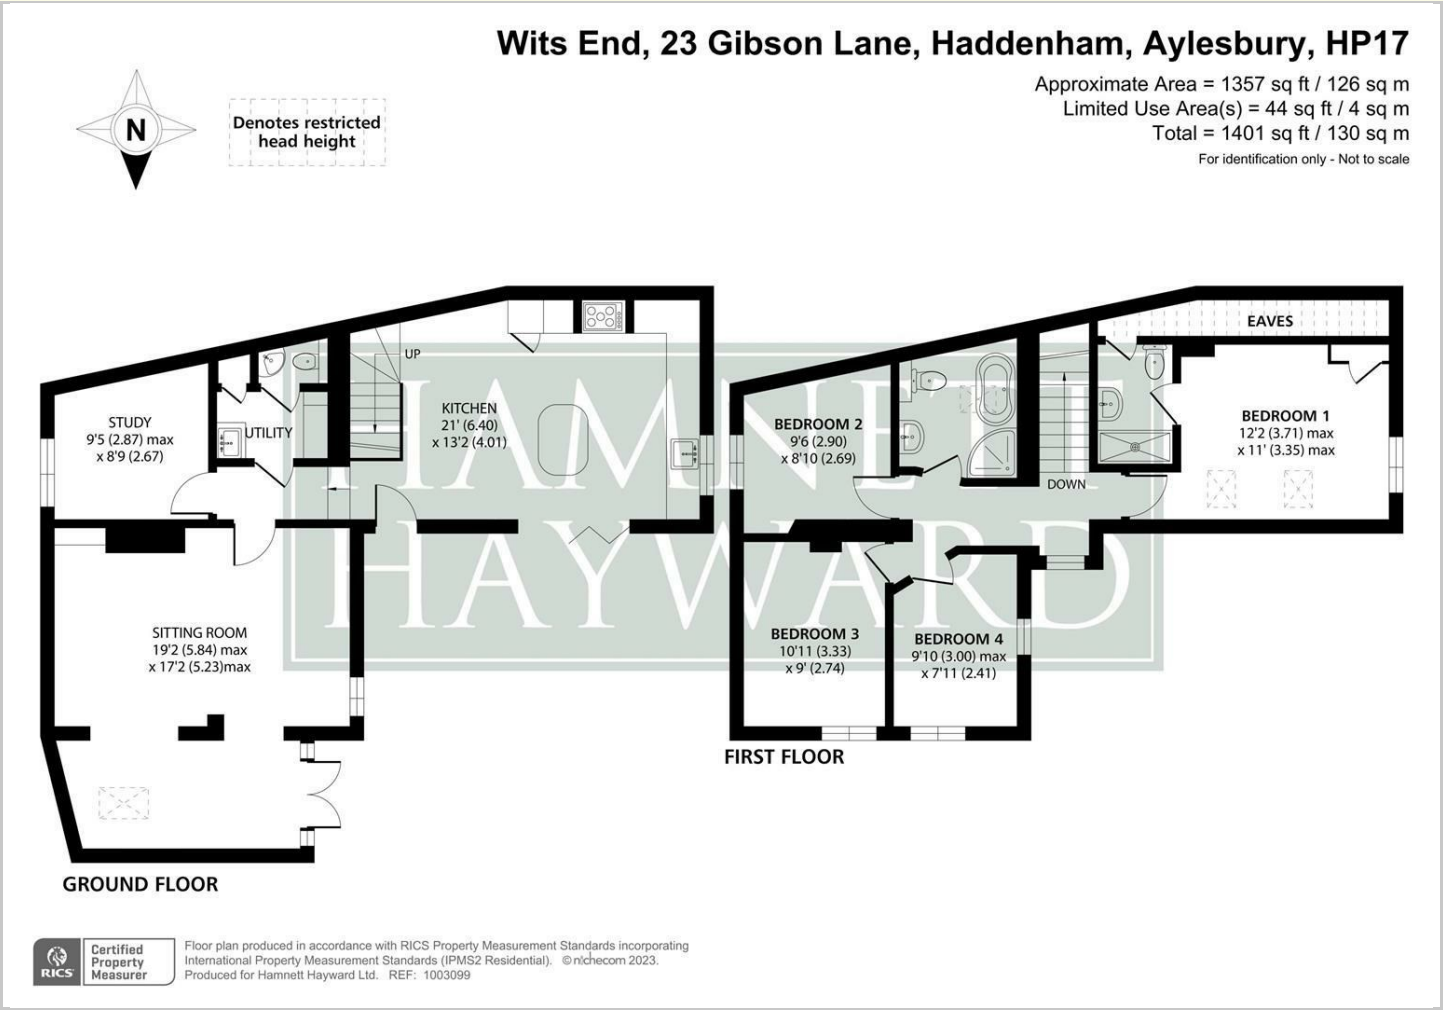 Wits End, 23 Gibson Lane, Haddenham, Aylesbury, HP17
Approximate Area = 1357 sq ft / 126 sq m
Limited Use Area(s) = 44 sq ft / 4 sq m
Total = 1401 sq ft / 130 sq m
For identification only - Not to scale
N
Denotes restricted
head height
UP
STUDY
9'5 (2.87) max
x 8'9 (2.67)
UTILITY
KITCHEN
21' (6.40)
x 13'2 (4.01)
SITTING ROOM
19'2 (5.84) max
x 17'2 (5.23)max
GROUND FLOOR
EAVES
BEDROOM 1
12'2 (3.71) max
x 11' (3.35) max
BEDROOM 2
9'6 (2.90)
x 8'10 (2.69)
DOWN
BEDROOM 3
10'11 (3.33)
x 9' (2.74)
BEDROOM 4
9'10 (3.00) max
x 7'11 (2.41)
FIRST FLOOR
HAMNETT
HAYWARD
RICS
Certified
Property
Measurer
Floor plan produced in accordance with RICS Property Measurement Standards incorporating
International Property Measurement Standards (IPMS2 Residential). © nichecom 2023.
Produced for Hamnett Hayward Ltd. REF: 1003099